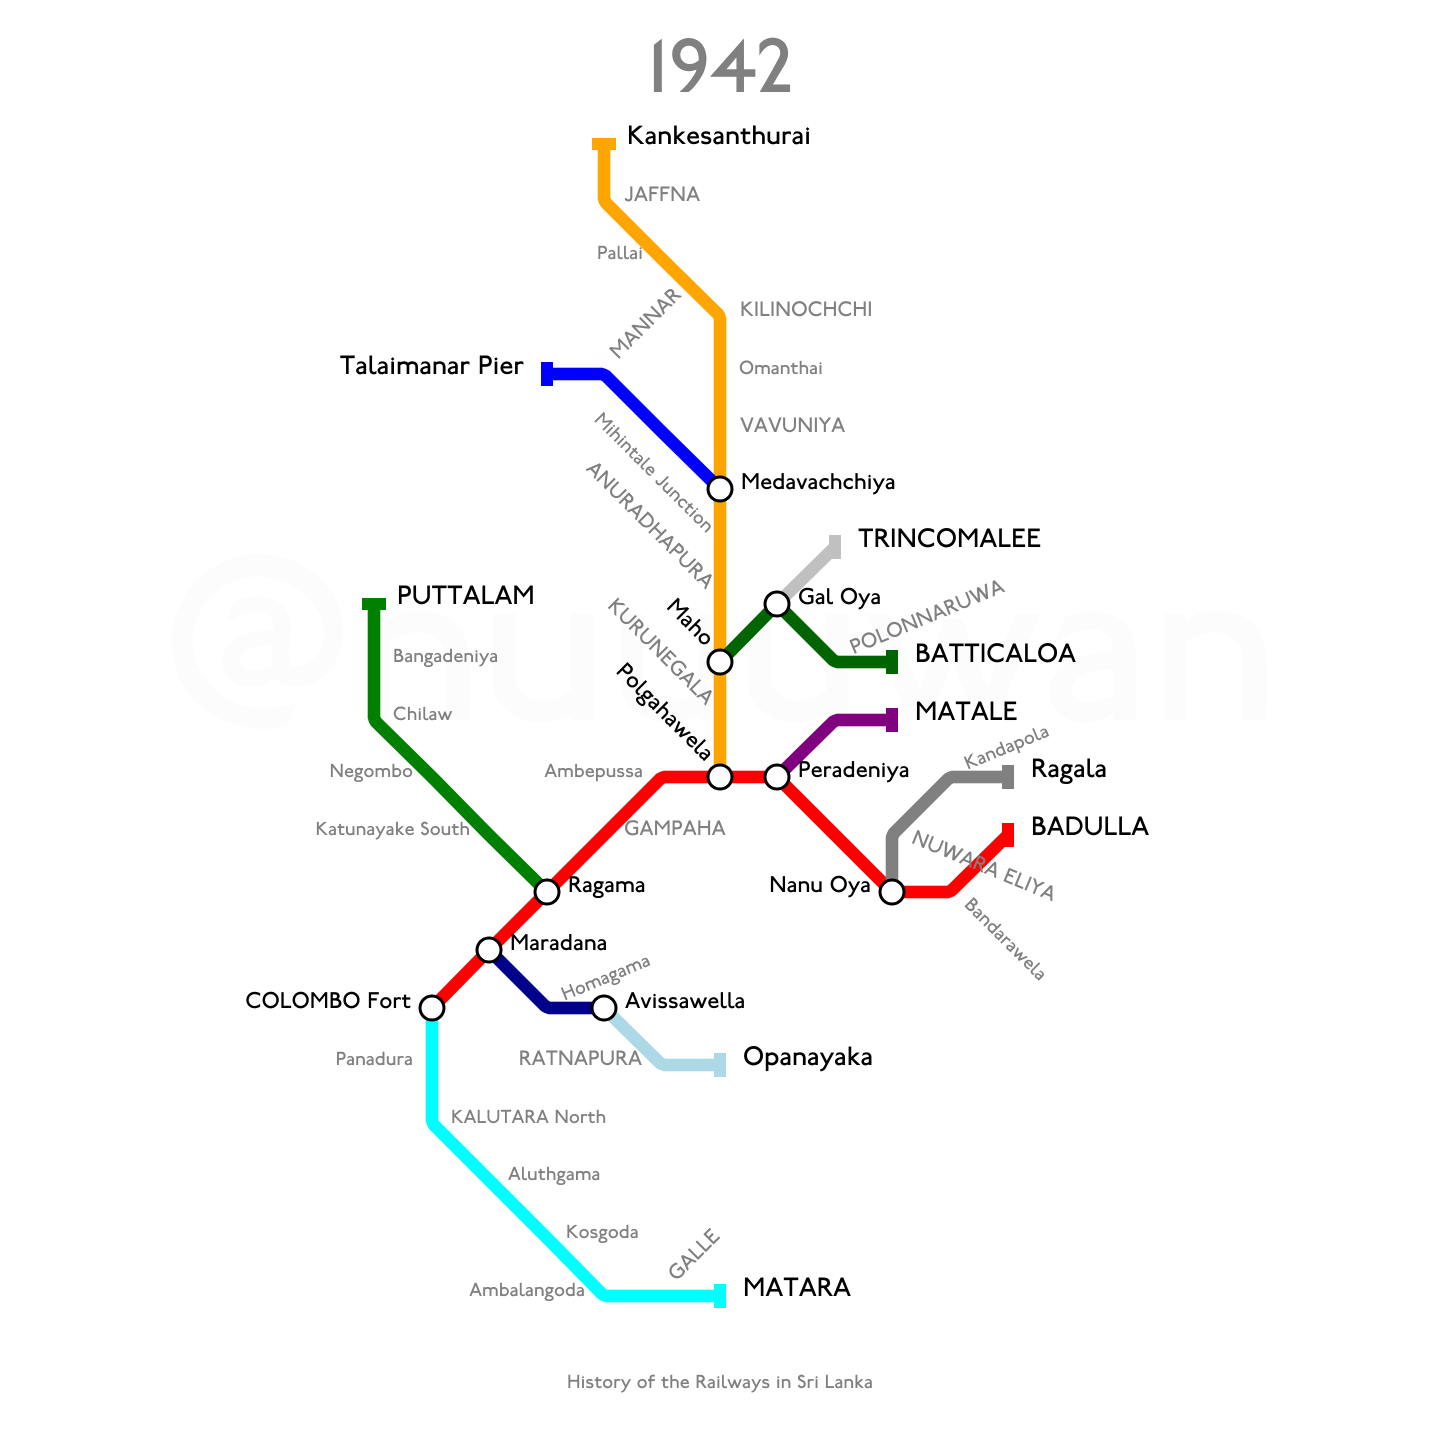 1942
Kankesanthurai
JAFFNA
Pallai
MANNAR
KILINOCHCHI
Talaimanar Pier
Omanthai
Mihintale Junction
VAVUNIYA
ANURADHAPURA
Medavachchiya
TRINCOMALEE
PUTTALAM
Maho
Gal Oya
POLONNARUWA
KURUNEGALA
Bangadeniya
BATTICALOA
Polgahawela
Chilaw
MATALE
Kandapola
Negombo
Ambepussa
Peradeniya
Ragala
Katunayake South
GAMPAHA
NUWARA ELIYA
BADULLA
Ragama
Nanu Oya
Bandarawela
Maradana
Homagama
COLOMBO Fort
Avissawella
Panadura
RATNAPURA
Opanayaka
KALUTARA North
Aluthgama
Kosgoda
GALLE
Ambalangoda
MATARA
History of the Railways in Sri Lanka